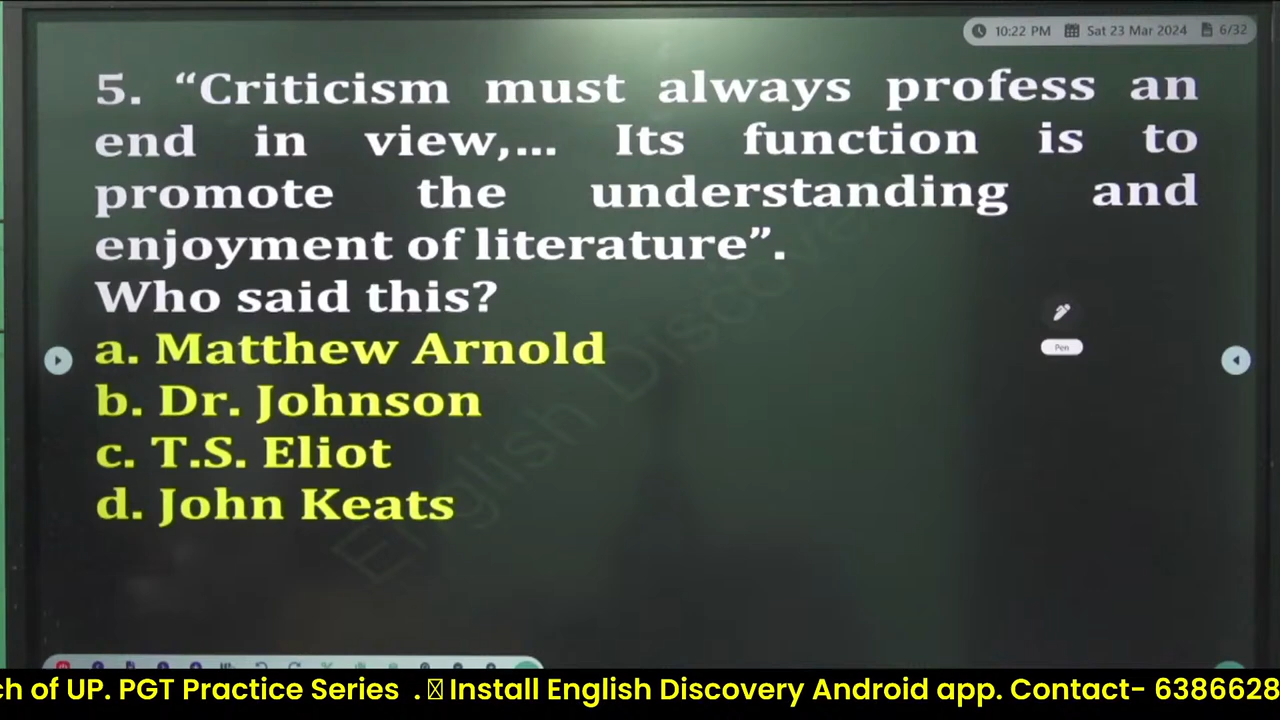 10:22 PM Sat 23 Mar 2024 6/32
5. “Criticism must always profess an
end in view,... Its function is to
promote the understanding and
enjoyment of literature”.
Who said this?
a. Matthew Arnold
b. Dr. Johnson
c. T.S. Eliot
d. John Keats
Pen
English Discovery
ch of UP. PGT Practice Series . Install English Discovery Android app. Contact- 6386628